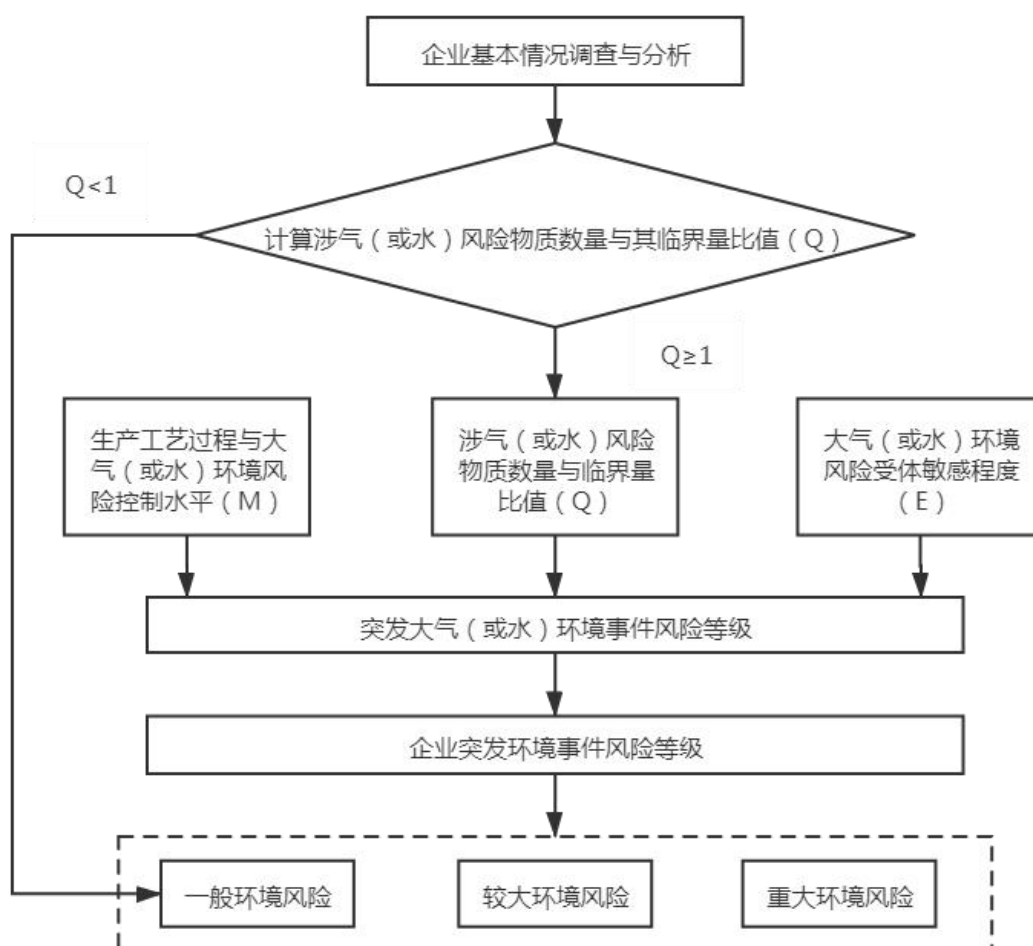 企业基本情况调查与分析
Q<1
计算涉气（或水）风险物质数量与其临界量比值（Q）
Q≥1
生产工艺过程与大
气（或水）环境风
险控制水平（M）
涉气（或水）风险
物质数量与临界量
比值（Q）
大气（或水）环境
风险受体敏感程度
（E）
突发大气（或水）环境事件风险等级
企业突发环境事件风险等级
一般环境风险
较大环境风险
重大环境风险